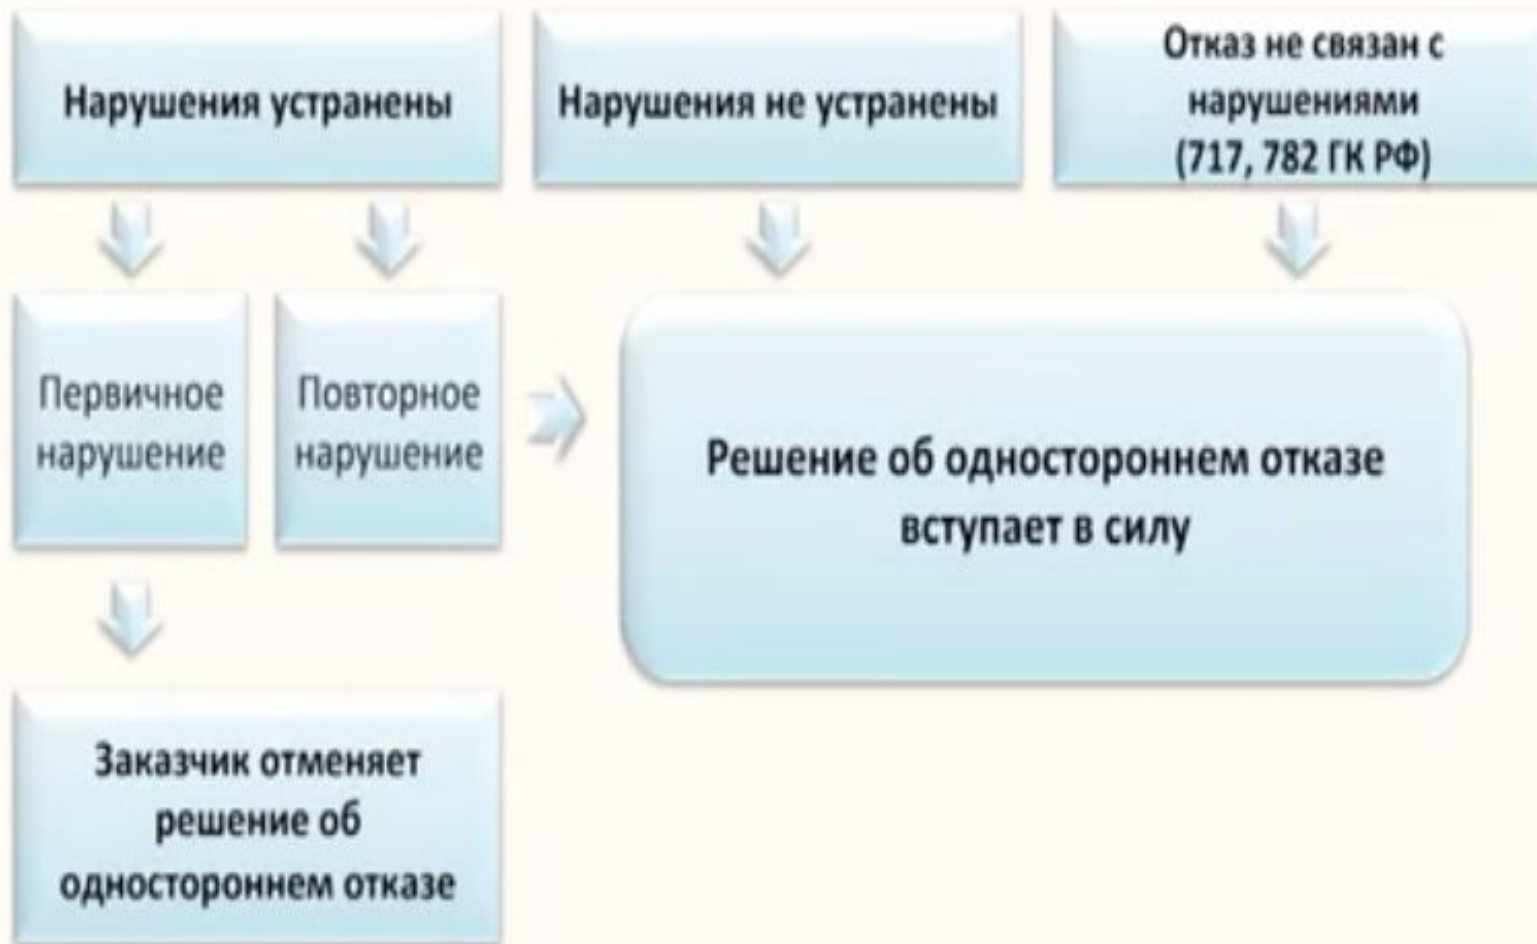 Нарушения устранены
Нарушения не устранены
Отказ не связан с
нарушениями
(717, 782 ГК РФ)
Первичное
нарушение
Повторное
нарушение
Решение об одностороннем отказе
вступает в силу
Заказчик отменяет
решение об
одностороннем отказе